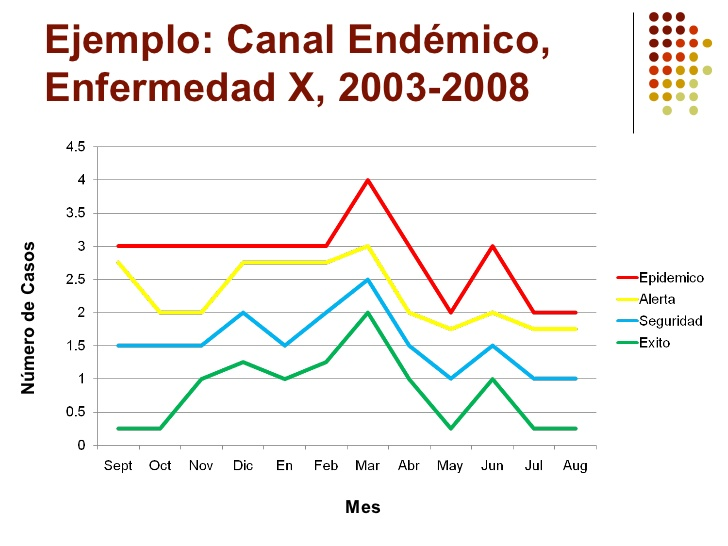 Ejemplo: Canal Endémico,
Enfermedad X, 2003-2008
4.5
4
3.5
3
2.5
2
1.5
1
0.5
0
Número de Casos
Sept Oct Nov Dic En Feb Mar Abr May Jun Jul Aug
Mes
Epidemico
Alerta
Seguridad
Exito